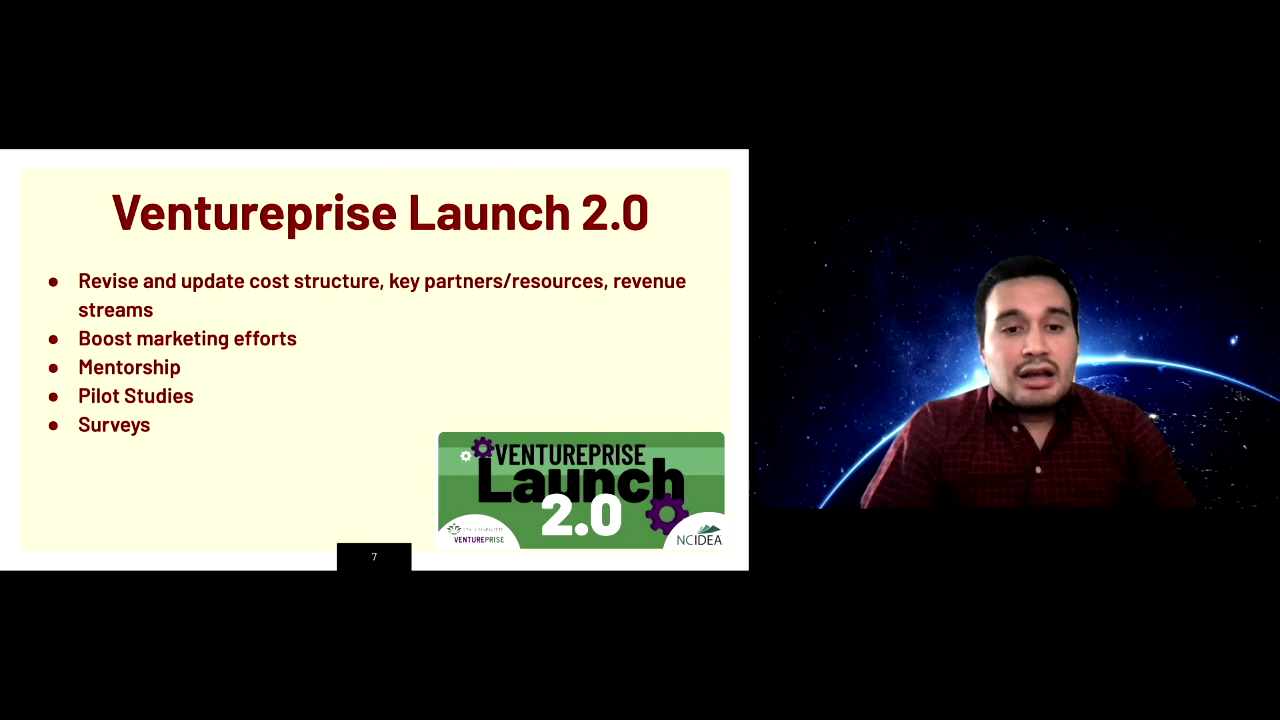 Ventureprise Launch 2.0
● Revise and update cost structure, key partners/resources, revenue
streams
● Boost marketing efforts
● Mentorship
● Pilot Studies
● Surveys
VENTUREPRISE
Launch
2.0
VENTUREPRISE
NCIDEA
7